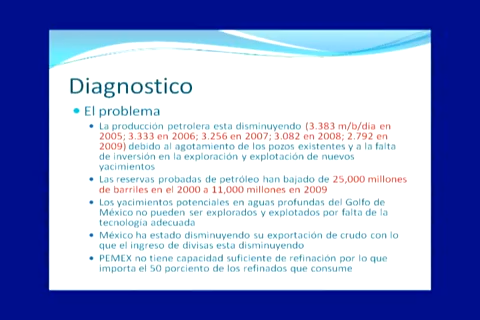 Diagnostico
El problema
La producción petrolera esta disminuyendo (3.383 m/b/dia en
2005; 3.333 en 2006; 3.256 en 2007; 3.082 en 2008; 2.792 en
2009) debido al agotamiento de los pozos existentes y a la falta
de inversión en la exploración y explotación de nuevos
yacimientos
Las reservas probadas de petróleo han bajado de 25,000 millones
de barriles en el 2000 a 11,000 millones en 2009
Los yacimientos potenciales en aguas profundas del Golfo de
México no pueden ser explorados y explotados por falta de la
tecnología adecuada
México ha estado disminuyendo su exportación de crudo con lo
que el ingreso de divisas esta disminuyendo
PEMEX no tiene capacidad suficiente de refinación por lo que
importa el 50 porciento de los refinados que consume